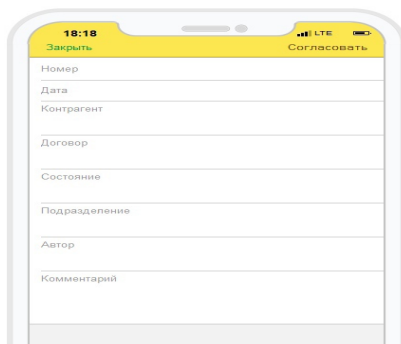 18:18
LTE
Закрыть
Согласовать
Номер
Дата
Контрагент
Договор
Состояние
Подразделение
Автор
Комментарий